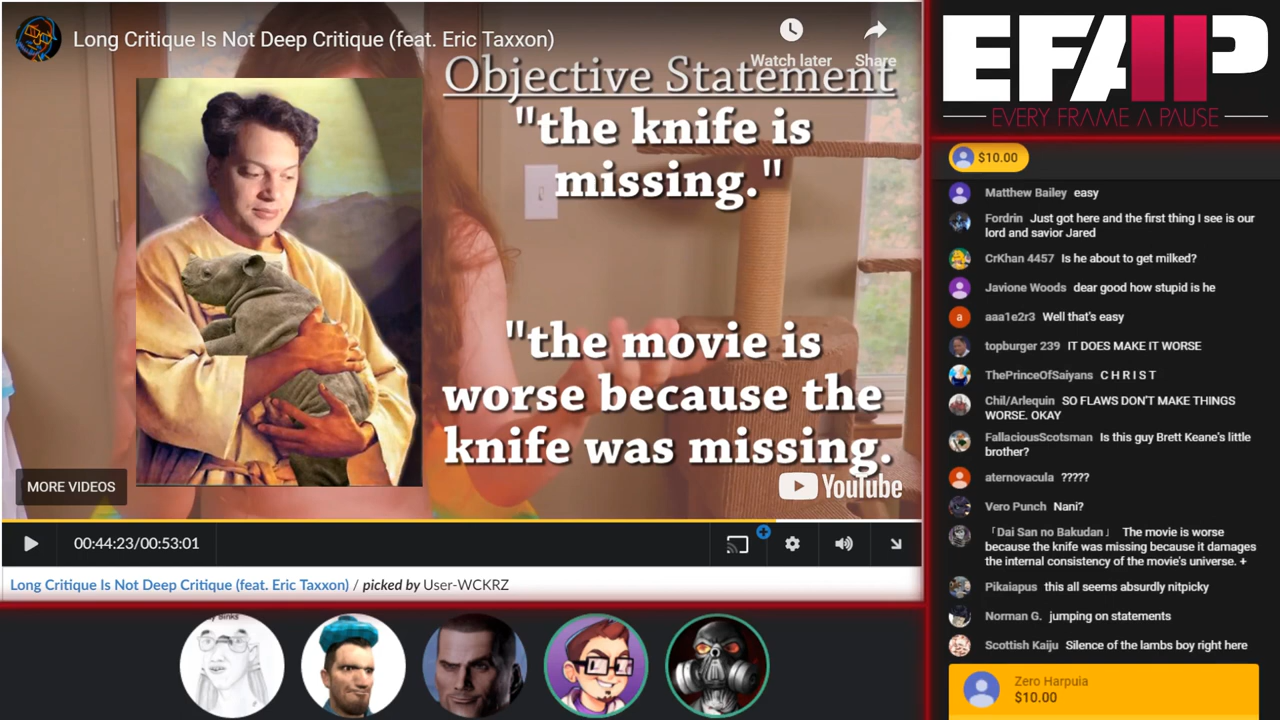 Long Critique Is Not Deep Critique (feat. Eric Taxxon)
Watch later
Share
Objective Statement
"the knife is
missing."
"the movie is
worse because the
knife was missing.
MORE VIDEOS
YouTube
00:44:23/00:53:01
Long Critique Is Not Deep Critique (feat. Eric Taxxon) / picked by User-WCKRZ
EFAP
EVERY FRAME A PAUSE
$10.00
Matthew Bailey easy
Fordrin Just got here and the first thing I see is our
lord and savior Jared
CrKhan 4457 Is he about to get milked?
Javione Woods dear good how stupid is he
a
aaa1e2r3 Well that's easy
topburger 239 IT DOES MAKE IT WORSE
ThePrinceOfSaiyans C H R I S T
Chil/Arlequin SO FLAWS DON'T MAKE THINGS
WORSE. OKAY
FallaciousScotsman Is this guy Brett Keane's little
brother?
aternovacula ?????
Vero Punch Nani?
「Dai San no Bakudan」 The movie is worse
because the knife was missing because it damages
the internal consistency of the movie's universe. +
Pikaiapus this all seems absurdly nitpicky
Norman G. jumping on statements
Scottish Kaiju Silence of the lambs boy right here
Zero Harpuia
$10.00